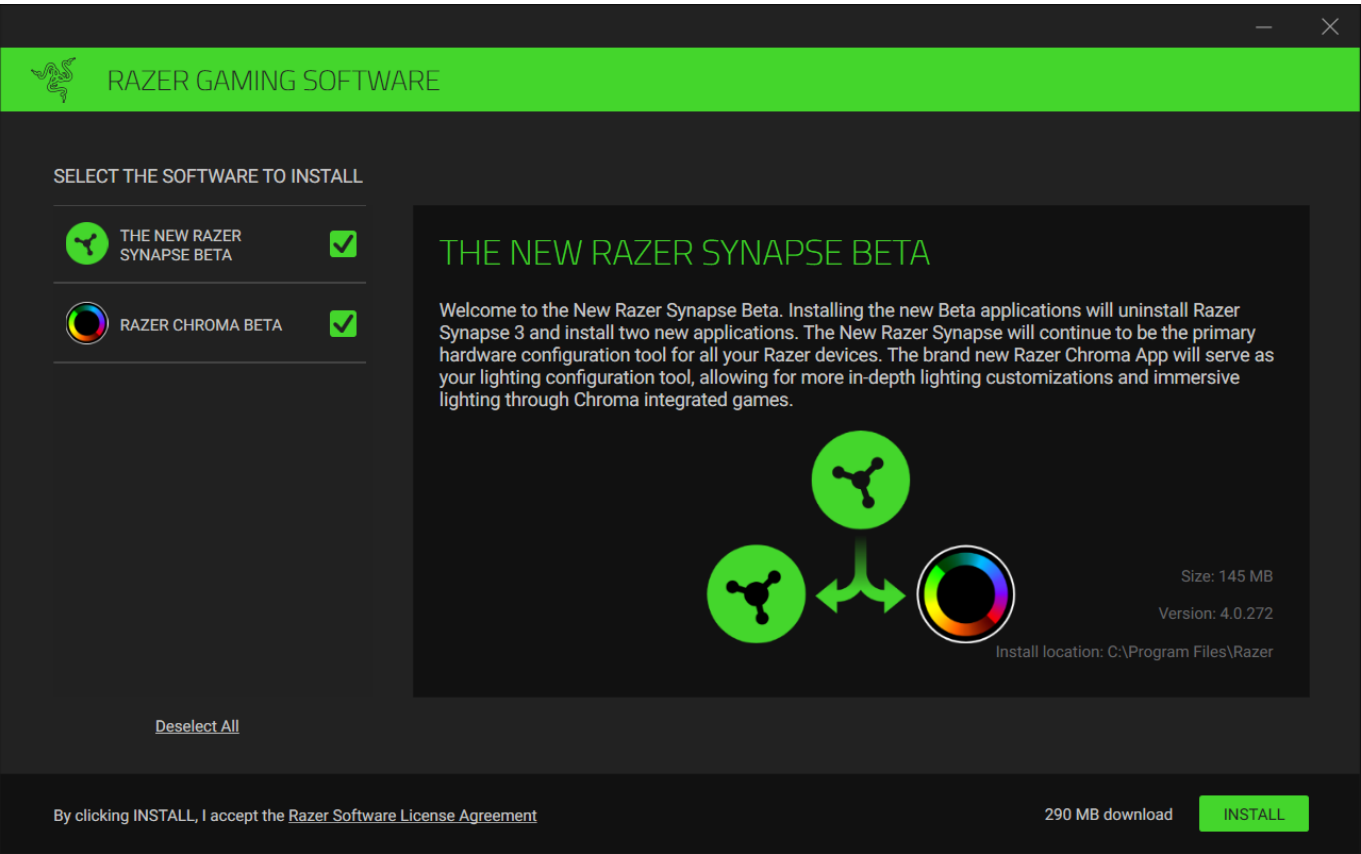 RAZER GAMING SOFTWARE
SELECT THE SOFTWARE TO INSTALL
THE NEW RAZER
SYNAPSE BETA
RAZER CHROMA BETA
Deselect All
THE NEW RAZER SYNAPSE BETA
Welcome to the New Razer Synapse Beta. Installing the new Beta applications will uninstall Razer
Synapse 3 and install two new applications. The New Razer Synapse will continue to be the primary
hardware configuration tool for all your Razer devices. The brand new Razer Chroma App will serve as
your lighting configuration tool, allowing for more in-depth lighting customizations and immersive
lighting through Chroma integrated games.
Size: 145 MB
Version: 4.0.272
Install location: C:\Program Files\Razer
By clicking INSTALL, I accept the Razer Software License Agreement
290 MB download
INSTALL